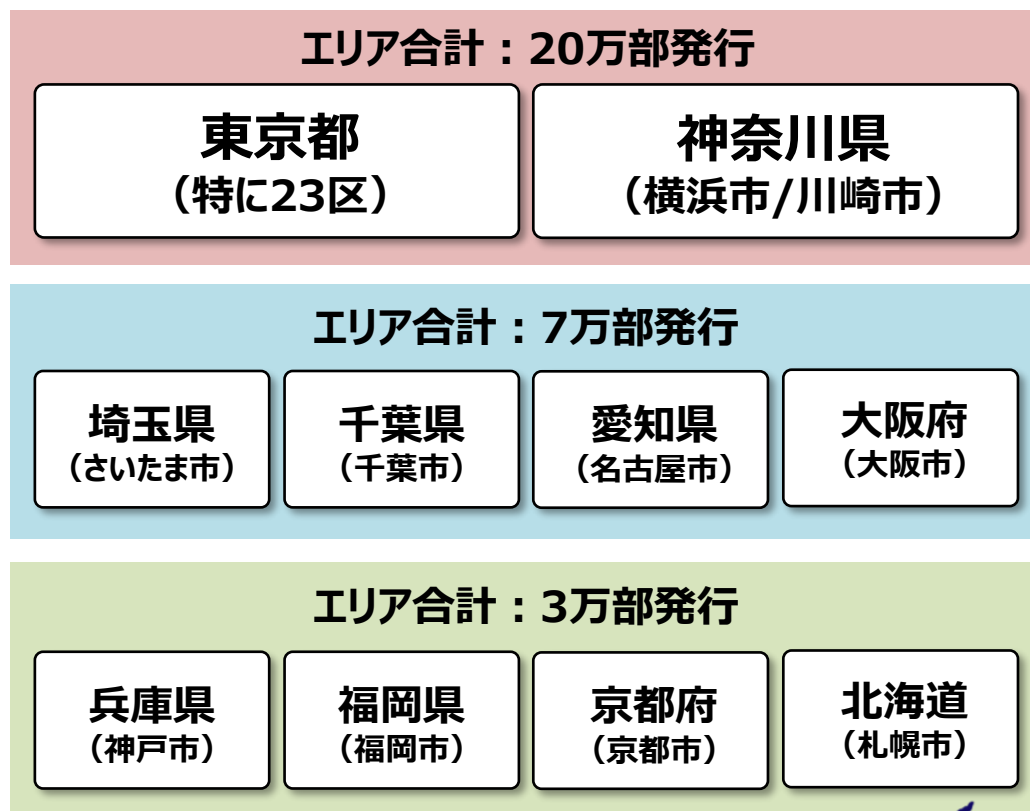 エリア合計：20万部発行
東京都
（特に23区）
神奈川県
（横浜市/川崎市）
エリア合計：7万部発行
埼玉県
（さいたま市）
千葉県
（千葉市）
愛知県
（名古屋市）
大阪府
（大阪市）
エリア合計：3万部発行
兵庫県
（神戸市）
福岡県
（福岡市）
京都府
（京都市）
北海道
（札幌市）